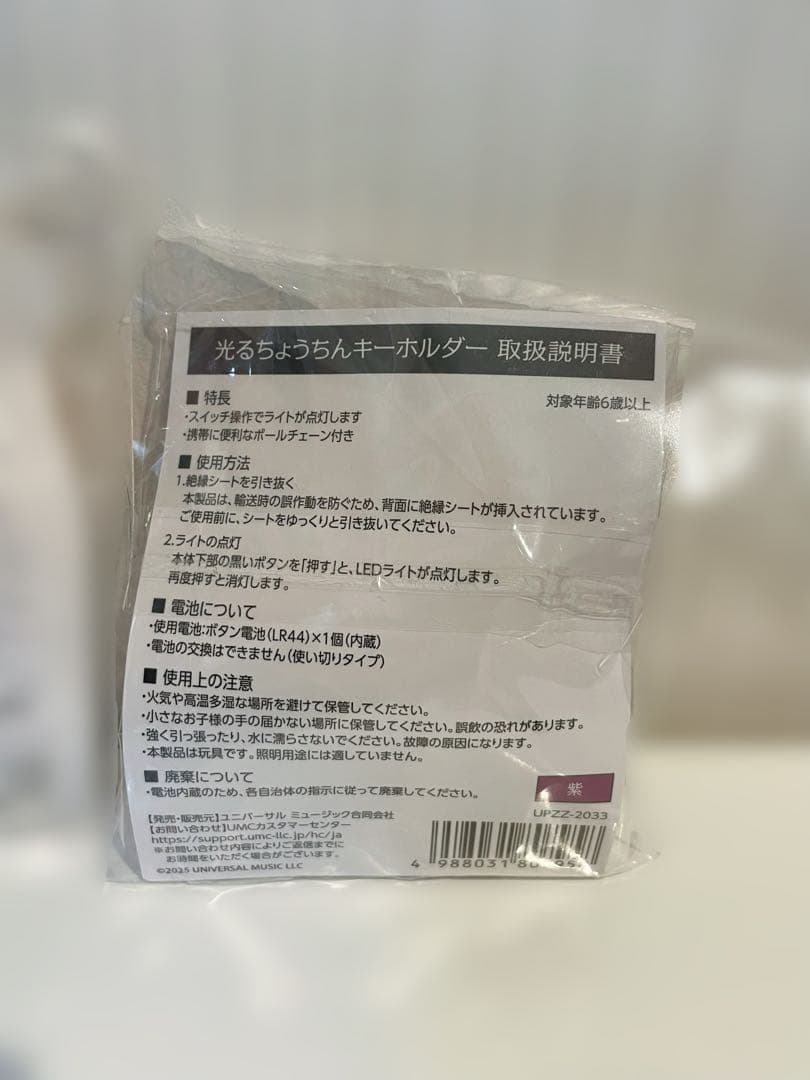 光るちょうちんキーホルダー 取扱説明書
対象年齢6歳以上
■ 特長
・スイッチ操作でライトが点灯します
・携帯に便利なボールチェーン付き
■ 使用方法
1.絶縁シートを引き抜く
本製品は、輸送時の誤作動を防ぐため、背面に絶縁シートが挿入されています。
ご使用前に、シートをゆっくりと引き抜いてください。
2.ライトの点灯
本体下部の黒いボタンを「押す」と、LEDライトが点灯します。
再度押すと消灯します。
■ 電池について
・使用電池:ボタン電池(LR44)×1個(内蔵)
・電池の交換はできません(使い切りタイプ)
■ 使用上の注意
・火気や高温多湿な場所を避けて保管してください。
・小さなお子様の手の届かない場所に保管してください。誤飲の恐れがあります。
・強く引っ張ったり、水に濡らさないでください。故障の原因になります。
・本製品は玩具です。照明用途には適していません。
■ 廃棄について
・電池内蔵のため、各自治体の指示に従って廃棄してください。
紫
UPZZ-2033
【発売・販売元】ユニバーサル ミュージック合同会社
【お問い合わせ】UMCカスタマーセンター
https://support.umc-llc.jp/hc/ja
※お問い合わせ内容によりご返信までに
お時間をいただく場合がございます。
©2025 UNIVERSAL MUSIC LLC
4 988031